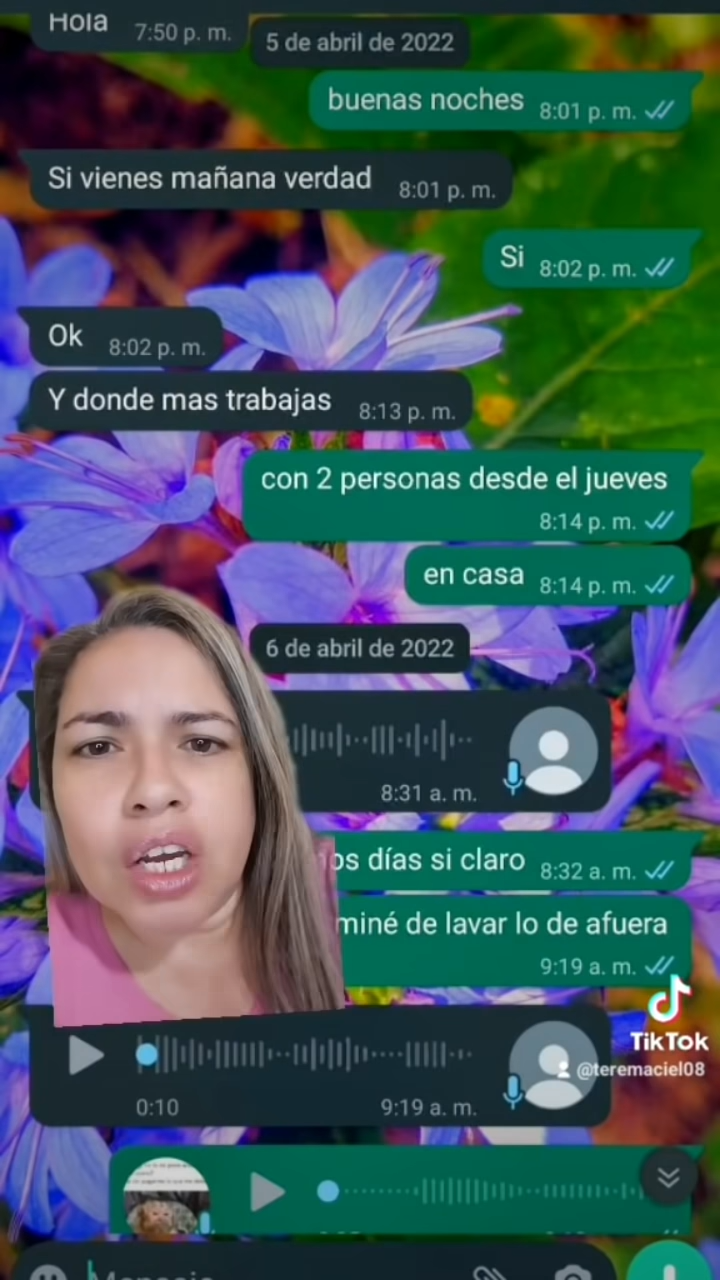 Hola 7:50 p. m.
5 de abril de 2022
buenas noches 8:01 p. m.
Si vienes mañana verdad 8:01 p. m.
Si 8:02 p. m.
Ok 8:02 p. m.
Y donde mas trabajas 8:13 p. m.
con 2 personas desde el jueves
8:14 p. m.
en casa 8:14 p. m.
6 de abril de 2022
8:31 a. m.
os días si claro 8:32 a. m.
miné de lavar lo de afuera
9:19 a. m.
TikTok
@teremaciel08
0:10 9:19 a. m.